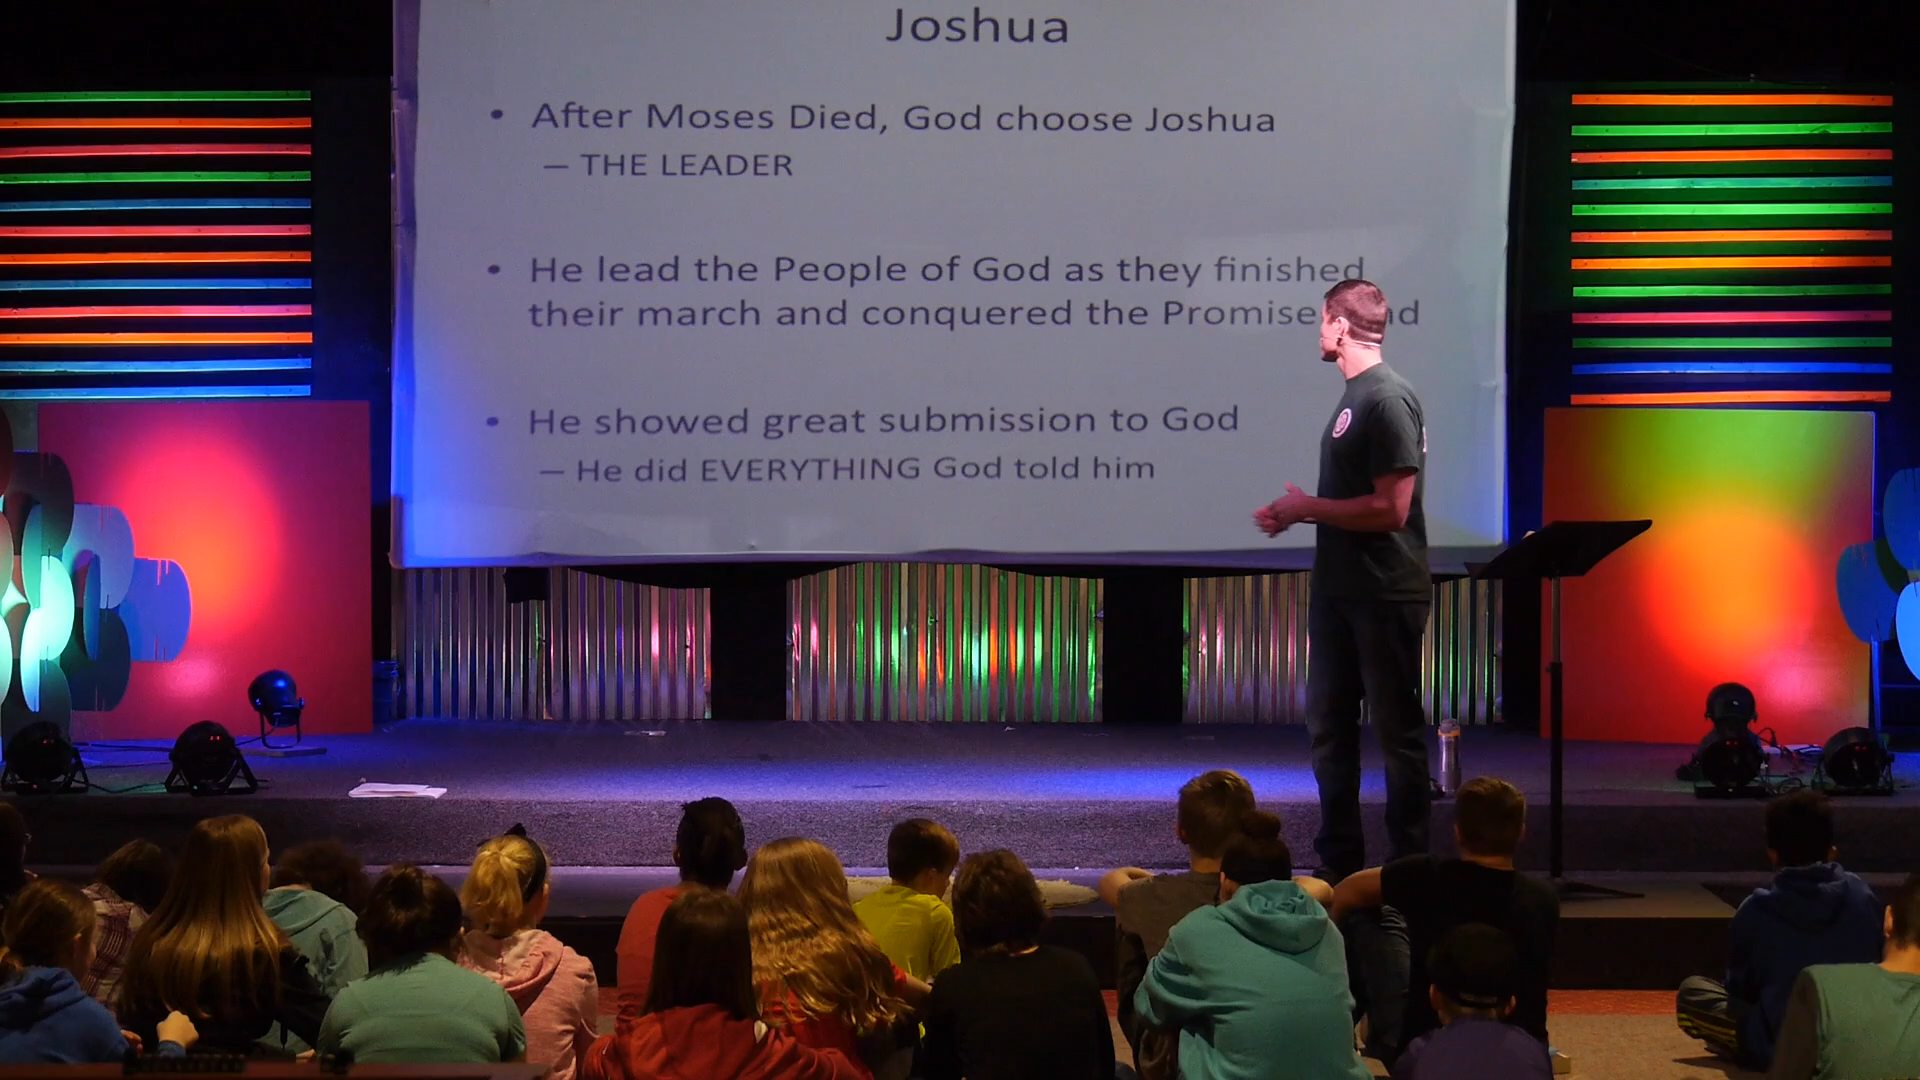 Joshua
• After Moses Died, God choose Joshua
– THE LEADER
• He lead the People of God as they finished
their march and conquered the
• He showed great submission to God
– He did EVERYTHING God told him